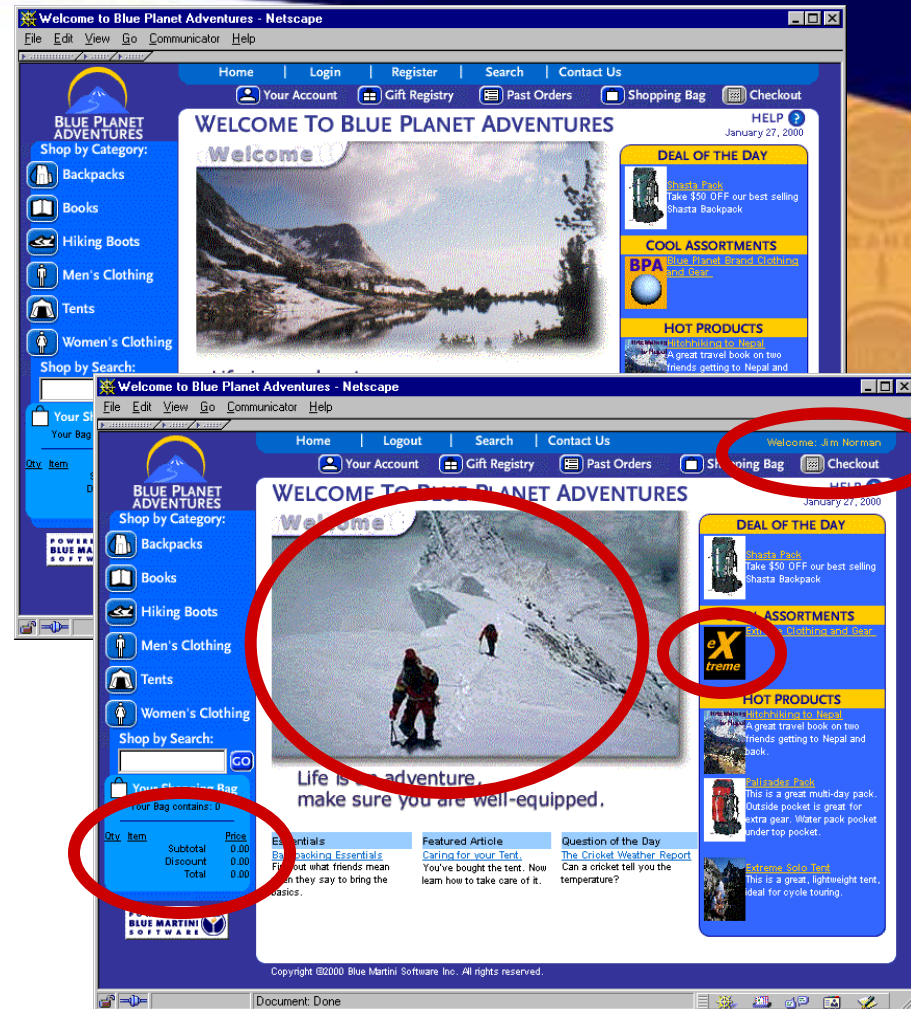 Welcome to Blue Planet Adventures - Netscape
File Edit View Go Communicator Help
Home | Login | Register | Search | Contact Us
Your Account Gift Registry Past Orders Shopping Bag Checkout
BLUE PLANET
ADVENTURES
WELCOME TO BLUE PLANET ADVENTURES
HELP ?
January 27, 2000
Shop by Category:
Backpacks
Books
Hiking Boots
Men's Clothing
Tents
Women's Clothing
Shop by Search:
Welcome
DEAL OF THE DAY
Shasta Pack
Take $50 OFF our best selling
Shasta Backpack
COOL ASSORTMENTS
BPA
Blue Planet Brand Clothing
and Gear
HOT PRODUCTS
Hitchhiking to Nepal
A great travel book on two
friends getting to Nepal and
Your
Your Bag
Qty Item
Welcome to Blue Planet Adventures - Netscape
File Edit View Go Communicator Help
Home | Logout | Search | Contact Us
Welcome: Jim Norman
Your Account Gift Registry Past Orders Shopping Bag Checkout
BLUE PLANET
ADVENTURES
WELCOME TO BLUE PLANET ADVENTURES
HELP
January 27, 2000
Shop by Category:
Backpacks
Books
Hiking Boots
Men's Clothing
Tents
Women's Clothing
Shop by Search:
GO
Your Shopping Bag
Your Bag contains: 0
Qty Item Price
Subtotal 0.00
Discount 0.00
Total 0.00
BLUE MARTINI
SOFTWARE
Welcome
Life is an adventure,
make sure you are well-equipped.
Essentials
Backpacking Essentials
Find out what friends mean
when they say to bring the
basics.
Featured Article
Caring for your Tent.
You've bought the tent. Now
learn how to take care of it.
Question of the Day
The Cricket Weather Report
Can a cricket tell you the
temperature?
DEAL OF THE DAY
Shasta Pack
Take $50 OFF our best selling
Shasta Backpack
COOL ASSORTMENTS
eXtreme
Extreme Clothing and Gear
HOT PRODUCTS
Hitchhiking to Nepal
A great travel book on two
friends getting to Nepal and
back.
Palisades Pack
This is a great multi-day pack.
Outside pocket is great for
extra gear. Water pack pocket
under top pocket.
Extreme Solo Tent
This is a great, lightweight tent,
ideal for cycle touring.
Copyright ©2000 Blue Martini Software Inc. All rights reserved.
Document: Done